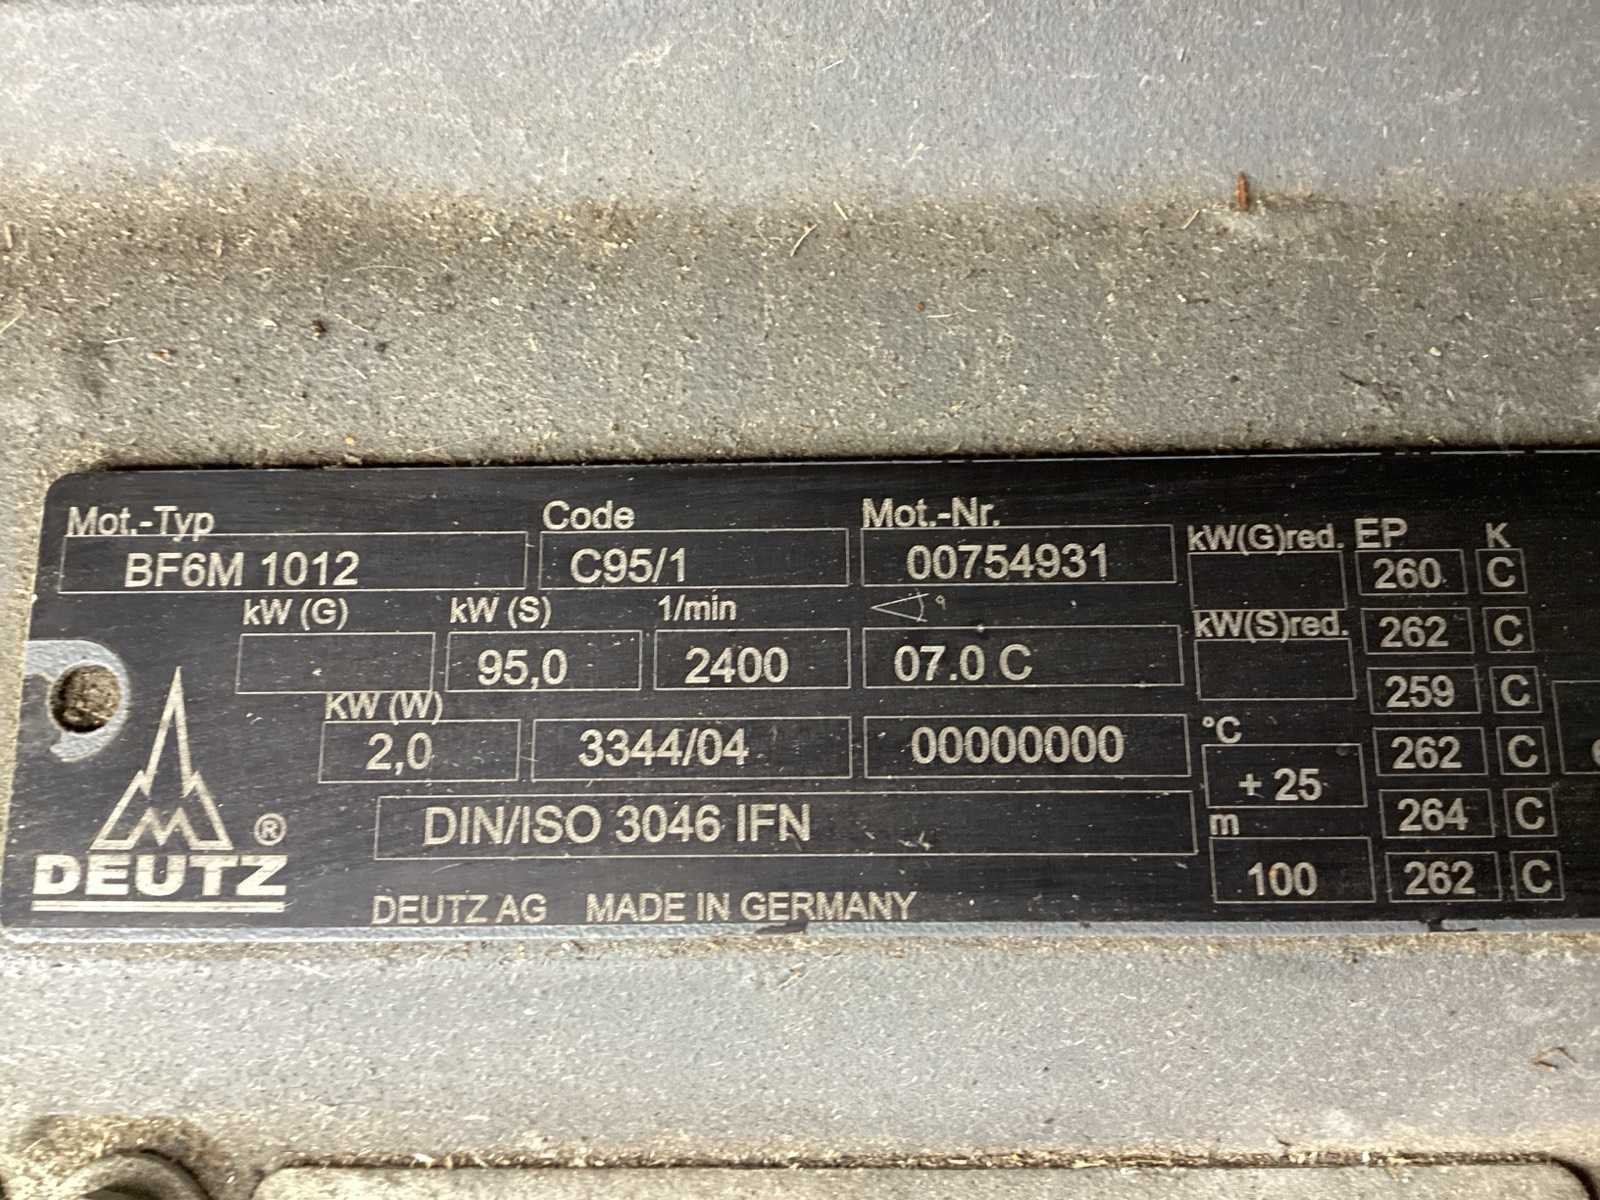 Mot.-Typ Code Mot.-Nr. kW(G)red. EP K
BF6M 1012 C95/1 00754931 260 C
kW (G) kW (S) 1/min kW(S)red. 262 C
95,0 2400 07.0 C 259 C
KW (W) °C
2,0 3344/04 00000000 + 25 262 C
DIN/ISO 3046 IFN m 264 C
® 100 262 C
DEUTZ
DEUTZ AG MADE IN GERMANY